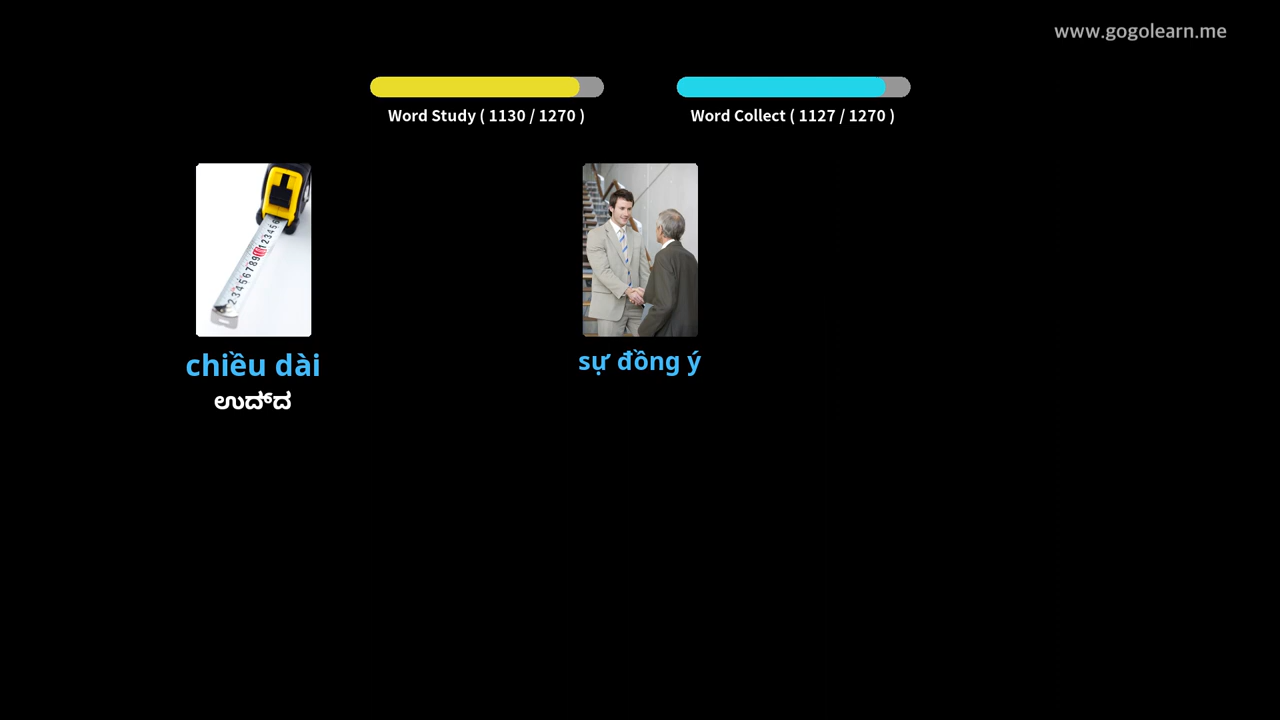 www.gogolearn.me
Word Study ( 1130 / 1270 )
Word Collect ( 1127 / 1270 )
chiều dài
ಉದ್ದ
sự đồng ý